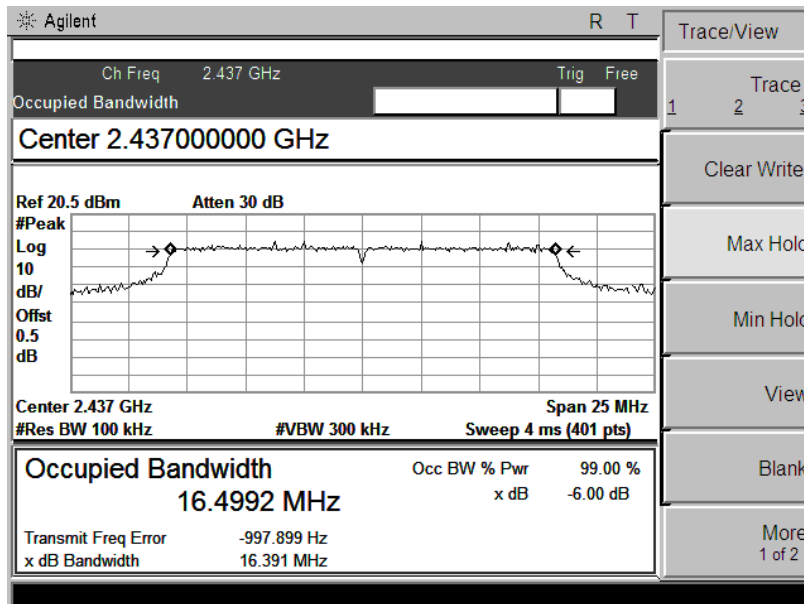 Agilent R T
Ch Freq 2.437 GHz Trig Free
Occupied Bandwidth
Center 2.437000000 GHz
Ref 20.5 dBm Atten 30 dB
#Peak
Log
10
dB/
Offst
0.5
dB
Center 2.437 GHz Span 25 MHz
#Res BW 100 kHz #VBW 300 kHz Sweep 4 ms (401 pts)
Occupied Bandwidth
16.4992 MHz
Occ BW % Pwr 99.00 %
x dB -6.00 dB
Transmit Freq Error -997.899 Hz
x dB Bandwidth 16.391 MHz
Trace/View
Trace
1 2 3
Clear Write
Max Hold
Min Hold
View
Blank
More
1 of 2